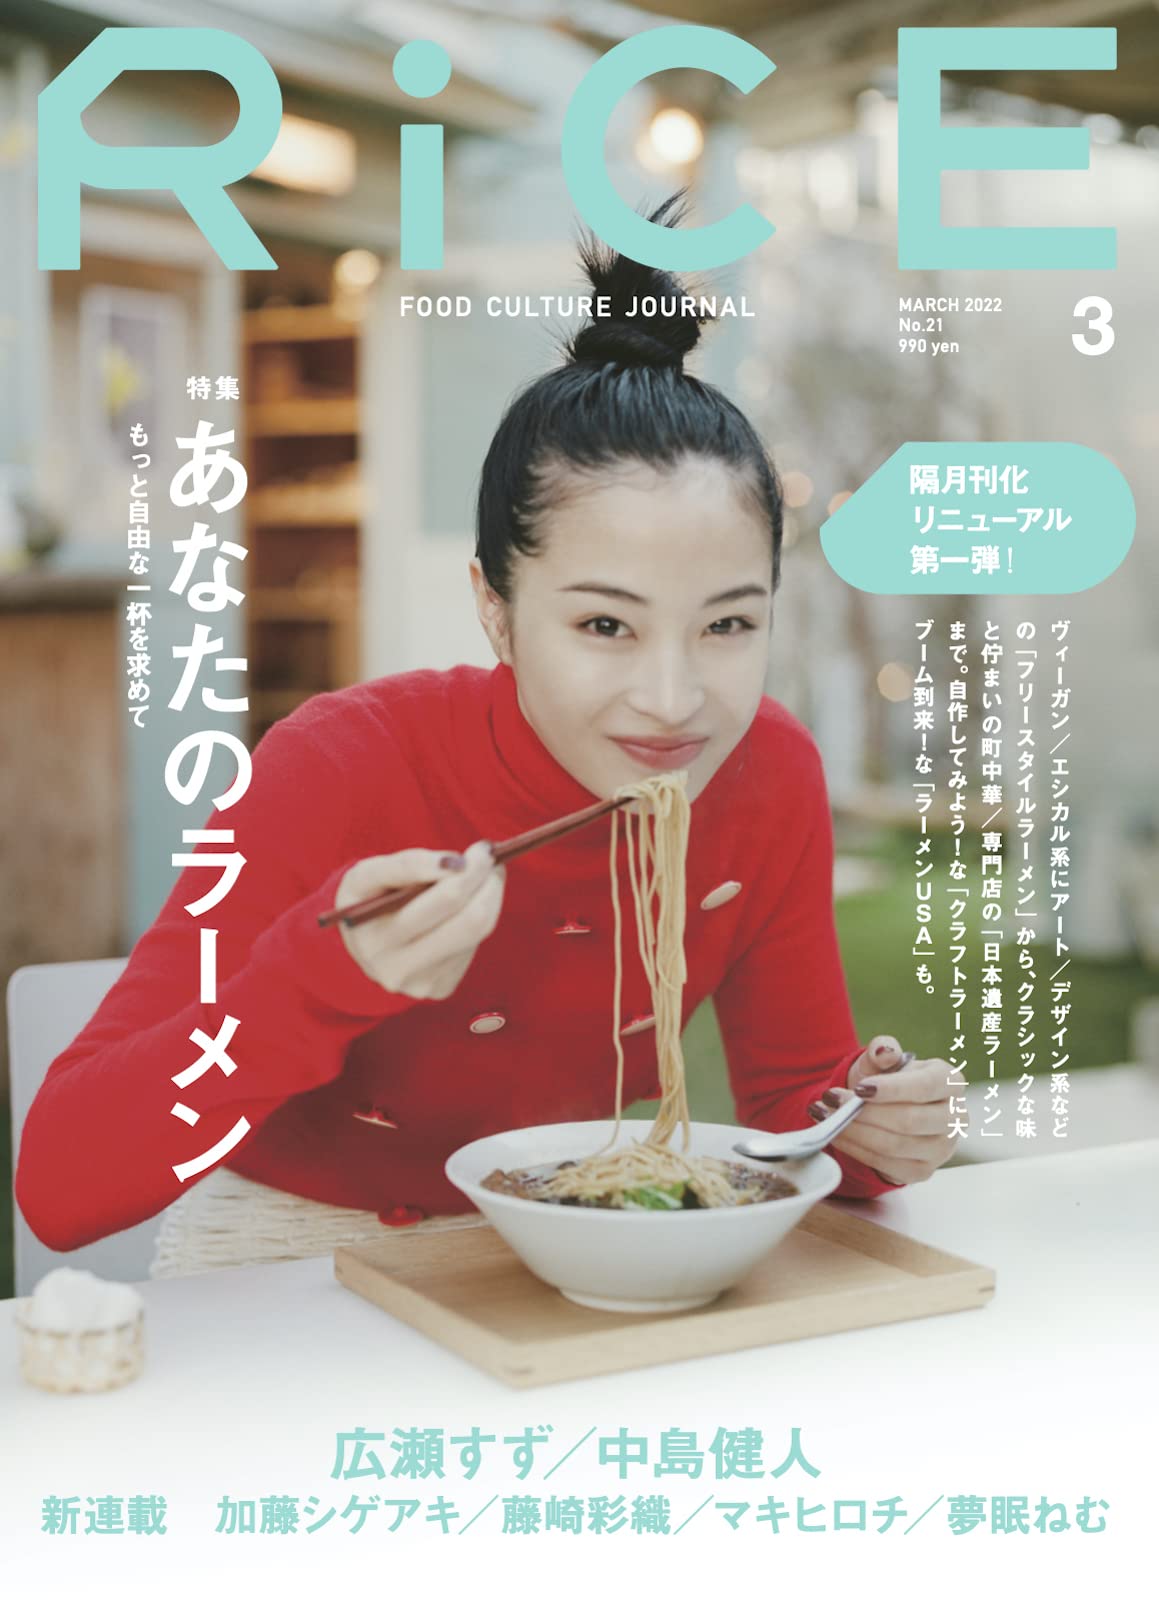 RiCE
FOOD CULTURE JOURNAL
MARCH 2022
No.21
990 yen
3
特集
あなたのラーメン
もっと自由な一杯を求めて
隔月刊化
リニューアル
第一弾！
ヴィーガン／エシカル系にアート／デザイン系など
の「フリースタイルラーメン」から、クラシックな味
と佇まいの町中華／専門店の「日本遺産ラーメン」
まで。自作してみよう！な「クラフトラーメン」に大
ブーム到来！な「ラーメンUSA」も。
広瀬すず／中島健人
新連載 加藤シゲアキ／藤崎彩織／マキヒロチ／夢眠ねむ